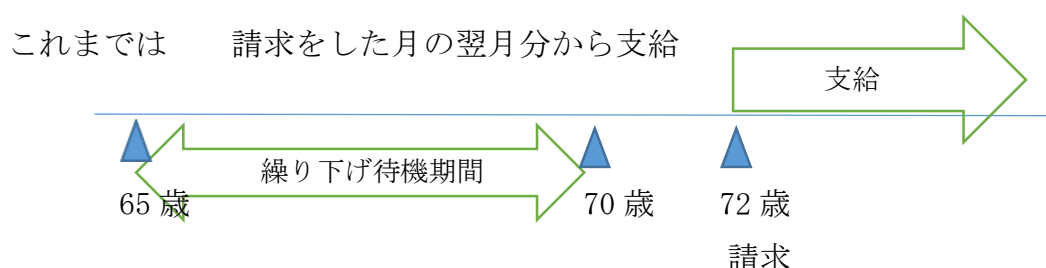 これまでは　　請求をした月の翌月分から支給
支給
繰り下げ待機期間
65 歳　70 歳　72 歳
請求